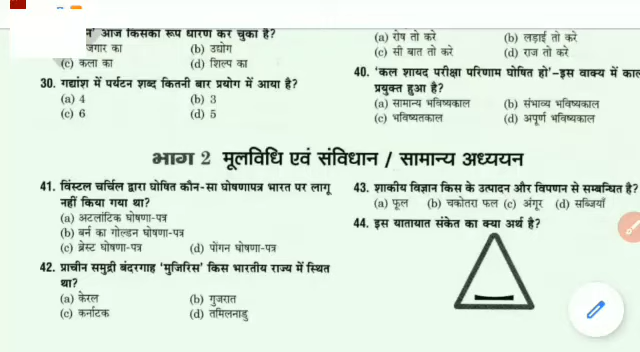 न' आज किसका रूप धारण कर चुका है?
जगार का (b) उद्योग
(c) कला का (d) शिल्प का
30. गद्यांश में पर्यटन शब्द कितनी बार प्रयोग में आया है?
(a) 4 (b) 3
(c) 6 (d) 5
(a) रोष तो करे (b) लड़ाई तो करे
(c) सी बात तो करे (d) राज तो करे
40. 'कल शायद परीक्षा परिणाम घोषित हो'–इस वाक्य में काल
प्रयुक्त हुआ है?
(a) सामान्य भविष्यकाल (b) संभाव्य भविष्यकाल
(c) भविष्यतकाल (d) अपूर्ण भविष्यकाल
भाग 2 मूलविधि एवं संविधान / सामान्य अध्ययन
41. विंस्टल चर्चिल द्वारा घोषित कौन-सा घोषणापत्र भारत पर लागू
नहीं किया गया था?
(a) अटलांटिक घोषणा-पत्र
(b) बर्न का गोल्डन घोषणा-पत्र
(c) ब्रेस्ट घोषणा-पत्र (d) पोंगन घोषणा-पत्र
42. प्राचीन समुद्री बंदरगाह 'मुजिरिस' किस भारतीय राज्य में स्थित
था?
(a) केरल (b) गुजरात
(c) कर्नाटक (d) तमिलनाडु
43. शाकीय विज्ञान किस के उत्पादन और विपणन से सम्बन्धित है?
(a) फूल (b) चकोतरा फल (c) अंगूर (d) सब्जियाँ
44. इस यातायात संकेत का क्या अर्थ है?